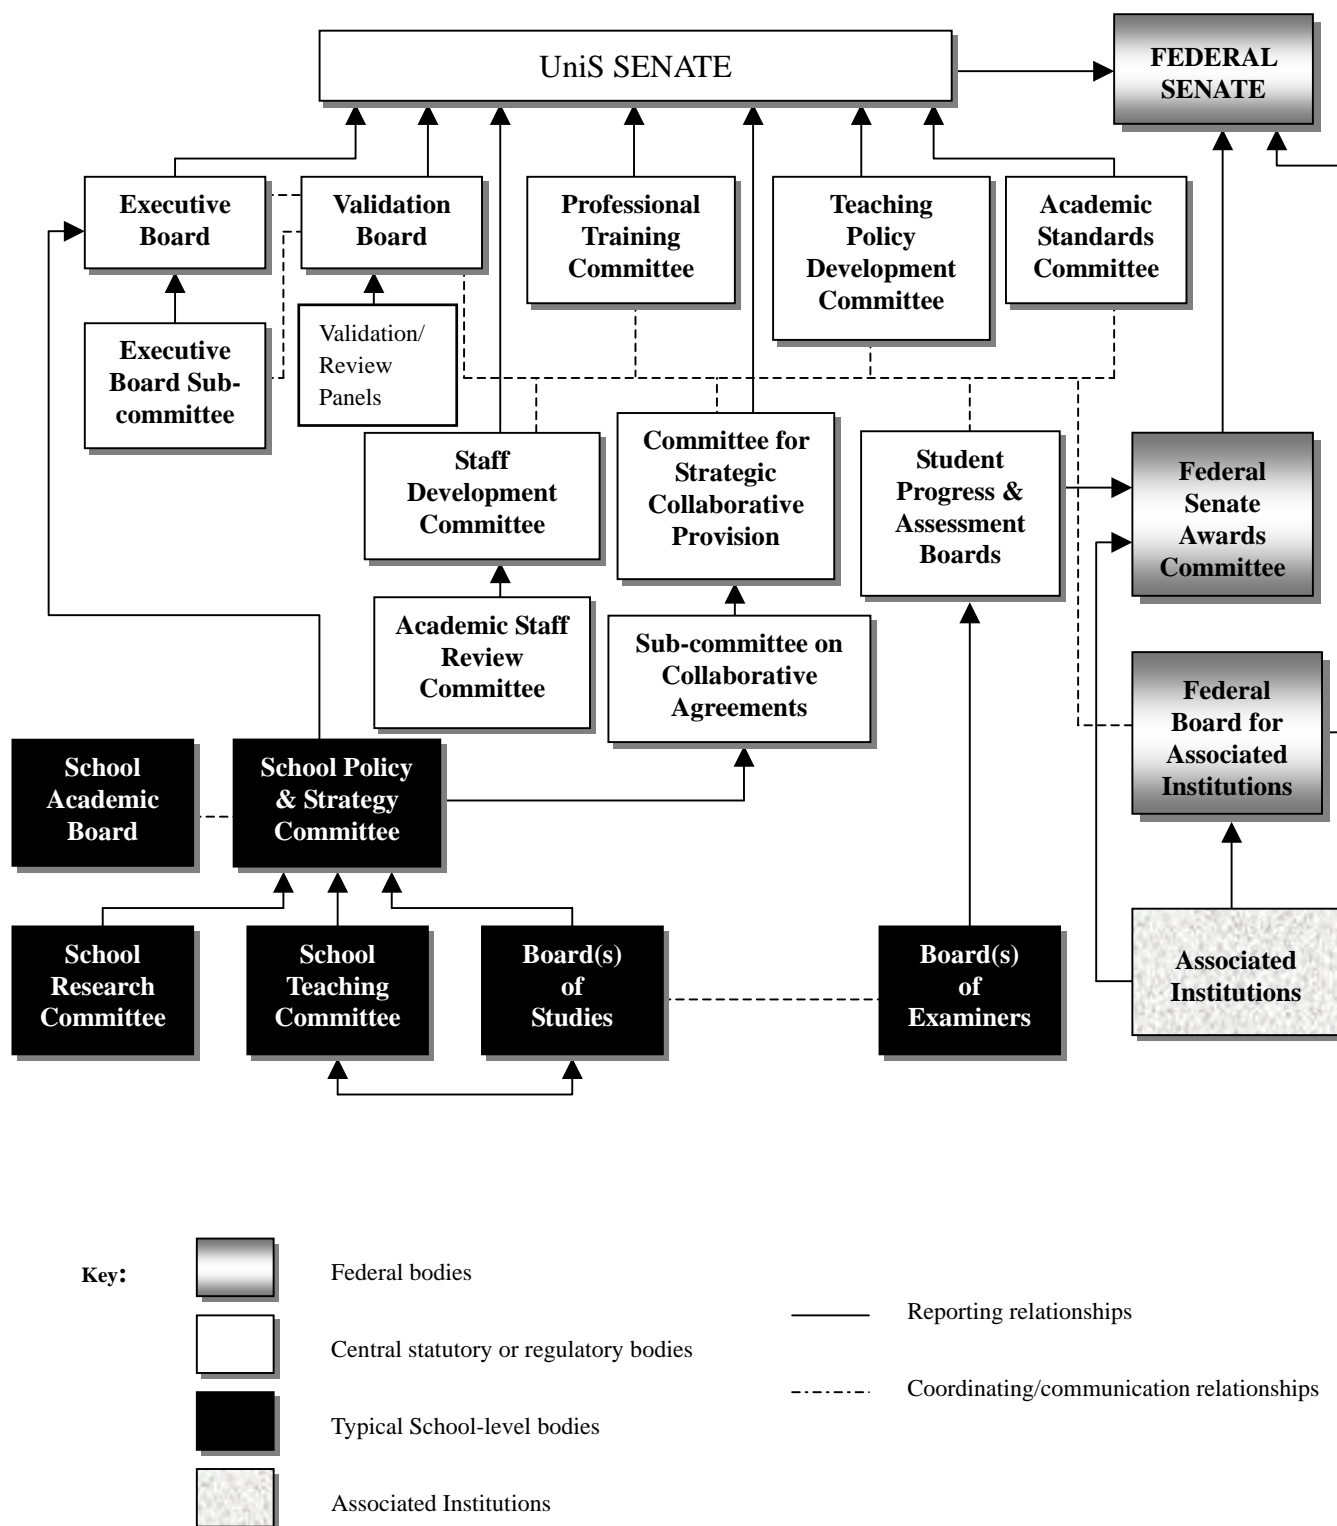 UniS SENATE
FEDERAL
SENATE
Executive
Board
Validation
Board
Professional
Training
Committee
Teaching
Policy
Development
Committee
Academic
Standards
Committee
Executive
Board Sub-
committee
Validation/
Review
Panels
Staff
Development
Committee
Committee for
Strategic
Collaborative
Provision
Student
Progress &
Assessment
Boards
Federal
Senate
Awards
Committee
Academic Staff
Review
Committee
Sub-committee on
Collaborative
Agreements
Federal
Board for
Associated
Institutions
School
Academic
Board
School Policy
& Strategy
Committee
School
Research
Committee
School
Teaching
Committee
Board(s)
of
Studies
Board(s)
of
Examiners
Associated
Institutions
Key:
Federal bodies
Central statutory or regulatory bodies
Typical School-level bodies
Associated Institutions
Reporting relationships
Coordinating/communication relationships